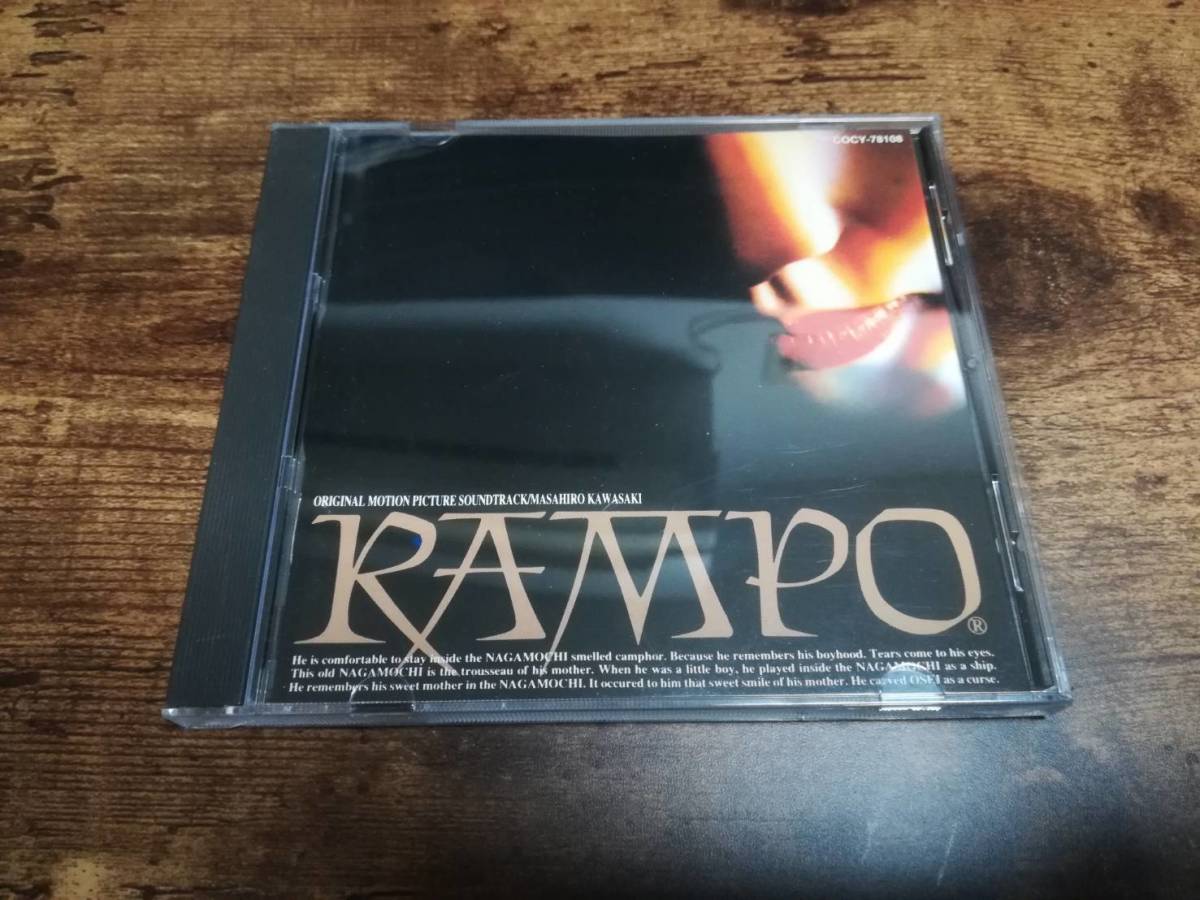 COCY-78108
ORIGINAL MOTION PICTURE SOUNDTRACK/MASAHIRO KAWASAKI
RAMPO®
He is comfortable to stay inside the NAGAMOCHI smelled camphor. Because he remembers his boyhood. Tears come to his eyes.
This old NAGAMOCHI is the trousseau of his mother. When he was a little boy, he played inside the NAGAMOCHI as a ship.
He remembers his sweet mother in the NAGAMOCHI. It occured to him that sweet smile of his mother. He carved OSEI as a curse.